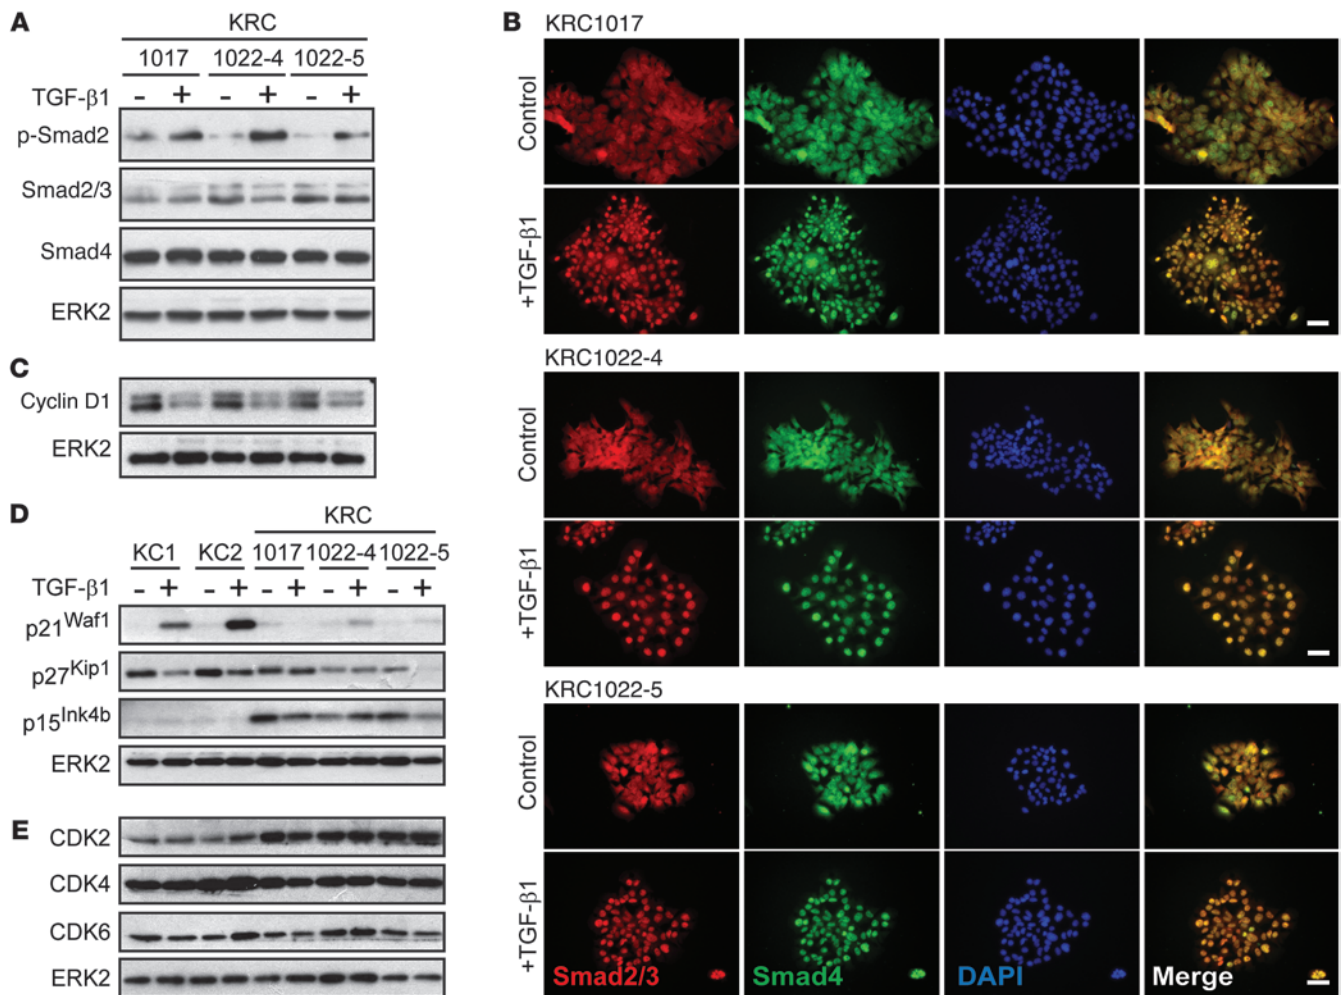 A
KRC
1017 1022-4 1022-5
TGF-β1 - + - + - +
p-Smad2
Smad2/3
Smad4
ERK2
C
Cyclin D1
ERK2
D
KRC
KC1 KC2 1017 1022-4 1022-5
TGF-β1 - + - + - + - + - +
p21Waf1
p27Kip1
p15Ink4b
ERK2
E
CDK2
CDK4
CDK6
ERK2
B
KRC1017
Control
+TGF-β1
KRC1022-4
Control
+TGF-β1
KRC1022-5
Control
+TGF-β1
Smad2/3 Smad4 DAPI Merge